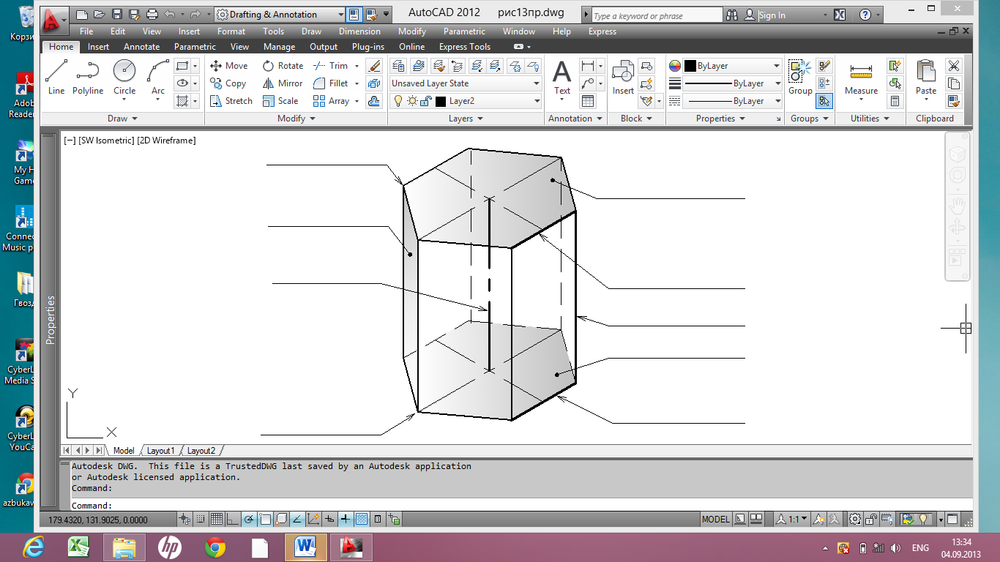 Корзи
Adob
Reade
My H
Game
Connec
Music p
Гвозд
CyberL
Media S
CyberL
YouCa
azbukaw
Drafting & Annotation
AutoCAD 2012 рис13пр.dwg
Type a keyword or phrase
Sign In
File Edit View Insert Format Tools Draw Dimension Modify Parametric Window Help Express
Home Insert Annotate Parametric View Manage Output Plug-ins Online Express Tools
Line Polyline Circle Arc
Draw
Move Rotate Trim
Copy Mirror Fillet
Stretch Scale Array
Modify
Unsaved Layer State
Layer2
Layers
Text
Annotation
Insert
Block
ByLayer
ByLayer
ByLayer
Properties
Group
Groups
Measure
Utilities
Paste
Clipboard
Properties
[−] [SW Isometric] [2D Wireframe]
Y
X
Model Layout1 Layout2
Autodesk DWG. This file is a TrustedDWG last saved by an Autodesk application
or Autodesk licensed application.
Command:
Command:
179.4320, 131.9025, 0.0000
MODEL
1:1
ENG
13:34
04.09.2013